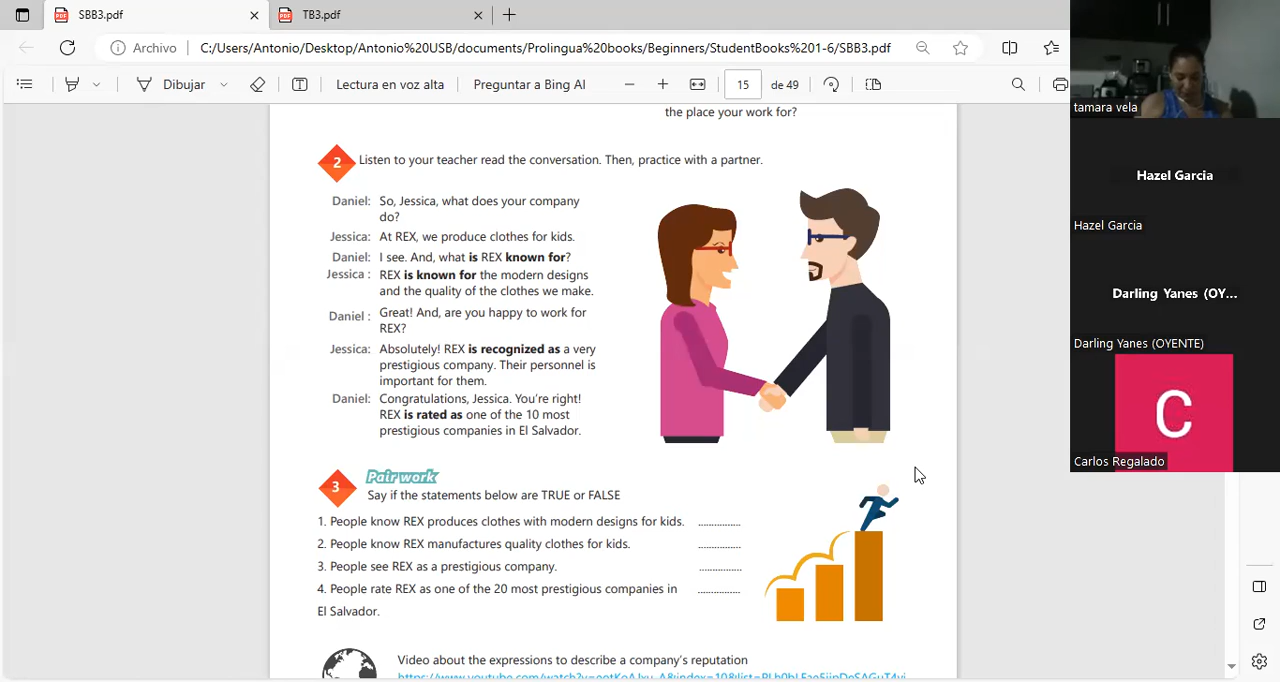 SBB3.pdf
TB3.pdf
Archivo
C:/Users/Antonio/Desktop/Antonio%20USB/documents/Prolingua%20books/Beginners/StudentBooks%201-6/SBB3.pdf
Dibujar
Lectura en voz alta
Preguntar a Bing AI
15
de 49
the place your work for?
2
Listen to your teacher read the conversation. Then, practice with a partner.
Daniel: So, Jessica, what does your company
do?
Jessica: At REX, we produce clothes for kids.
Daniel: I see. And, what is REX known for?
Jessica : REX is known for the modern designs
and the quality of the clothes we make.
Daniel : Great! And, are you happy to work for
REX?
Jessica: Absolutely! REX is recognized as a very
prestigious company. Their personnel is
important for them.
Daniel: Congratulations, Jessica. You're right!
REX is rated as one of the 10 most
prestigious companies in El Salvador.
3
Pair work
Say if the statements below are TRUE or FALSE
1. People know REX produces clothes with modern designs for kids. ................
2. People know REX manufactures quality clothes for kids. ................
3. People see REX as a prestigious company. ................
4. People rate REX as one of the 20 most prestigious companies in ................
El Salvador.
Video about the expressions to describe a company's reputation
tamara vela
Hazel Garcia
Hazel Garcia
Darling Yanes (OY...
Darling Yanes (OYENTE)
C
Carlos Regalado